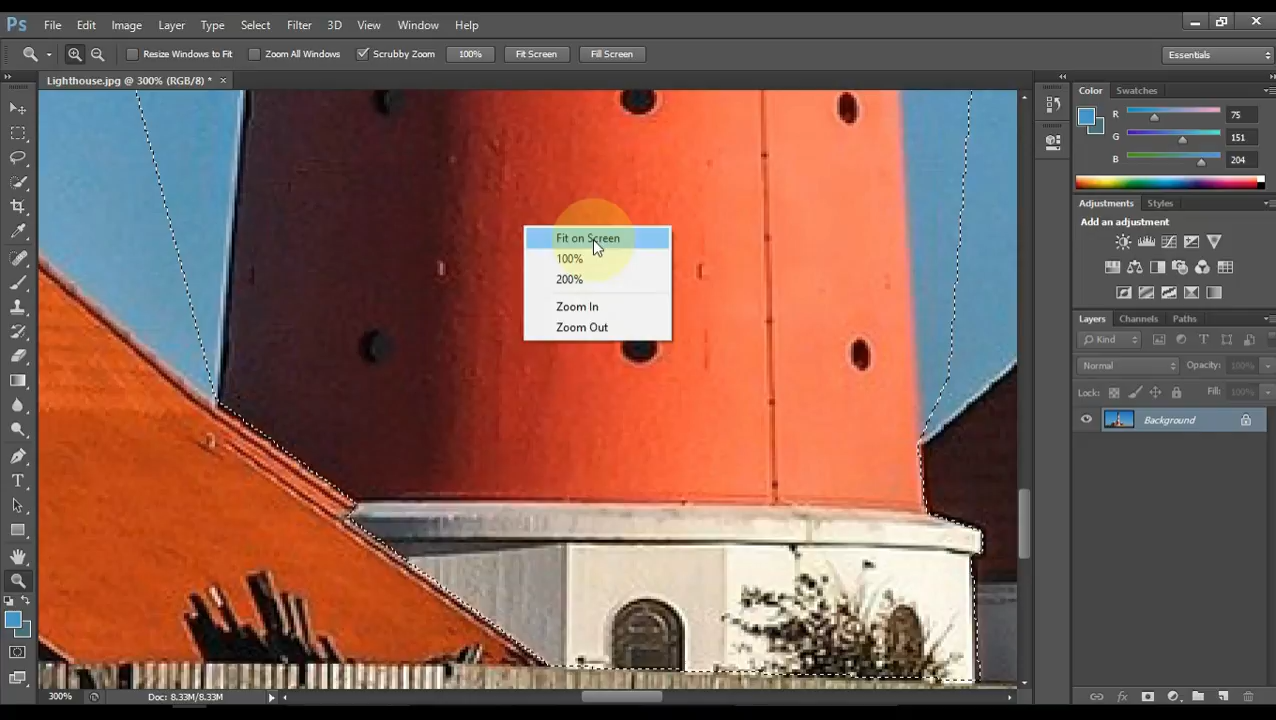 Ps File Edit Image Layer Type Select Filter 3D View Window Help
Resize Windows to Fit Zoom All Windows Scrubby Zoom 100% Fit Screen Fill Screen Essentials
Lighthouse.jpg @ 300% (RGB/8) * ×
Color Swatches
R 75
G 151
B 204
Adjustments Styles
Add an adjustment
Fit on Screen
100%
200%
Zoom In
Zoom Out
Layers Channels Paths
Kind
Normal Opacity: 100%
Lock: Fill: 100%
Background
300% Doc: 8.33M/8.33M
fx